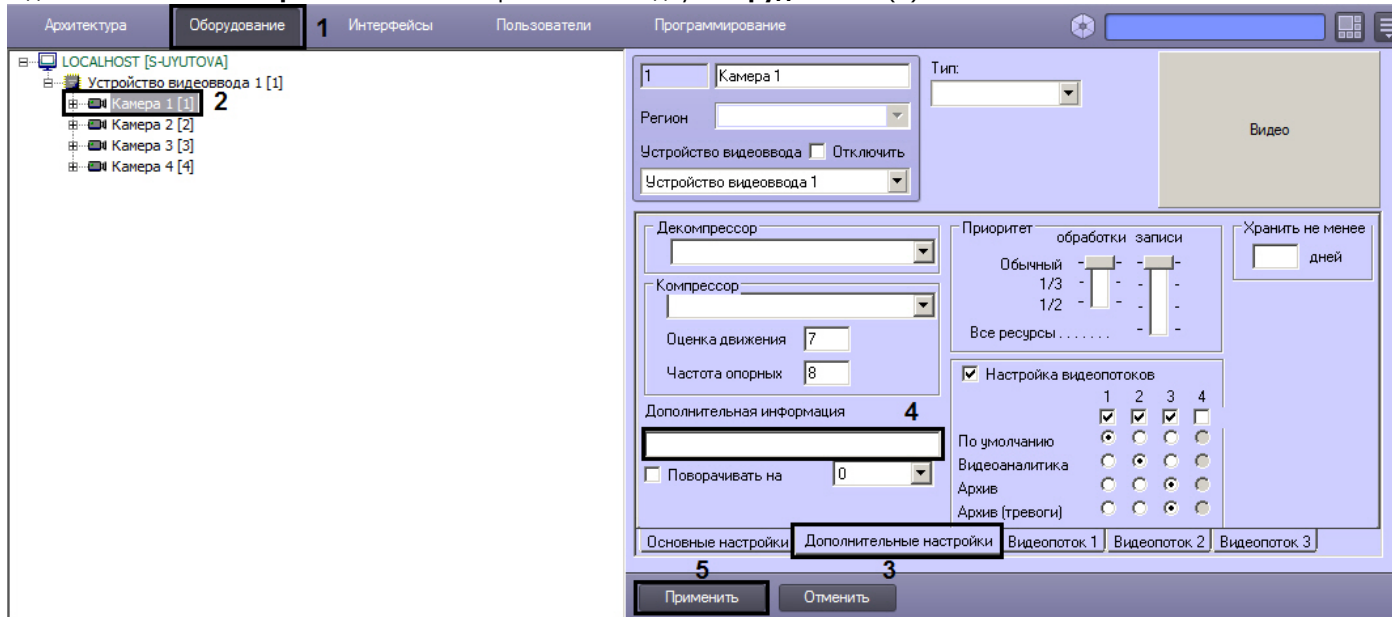 Архитектура Оборудование 1 Интерфейсы Пользователи Программирование
LOCALHOST [S-UYUTOVA]
Устройство видеоввода 1 [1]
Камера 1 [1] 2
Камера 2 [2]
Камера 3 [3]
Камера 4 [4]
1 Камера 1
Регион
Устройство видеоввода Отключить
Устройство видеоввода 1
Тип:
Видео
Декомпрессор
Компрессор
Оценка движения 7
Частота опорных 8
Дополнительная информация 4
Поворачивать на 0
Приоритет
обработки записи
Обычный
1/3
1/2
Все ресурсы . . . . . . .
Хранить не менее
дней
Настройка видеопотоков
1 2 3 4
По умолчанию
Видеоаналитика
Архив
Архив (тревоги)
Основные настройки Дополнительные настройки Видеопоток 1 Видеопоток 2 Видеопоток 3
5 3
Применить Отменить